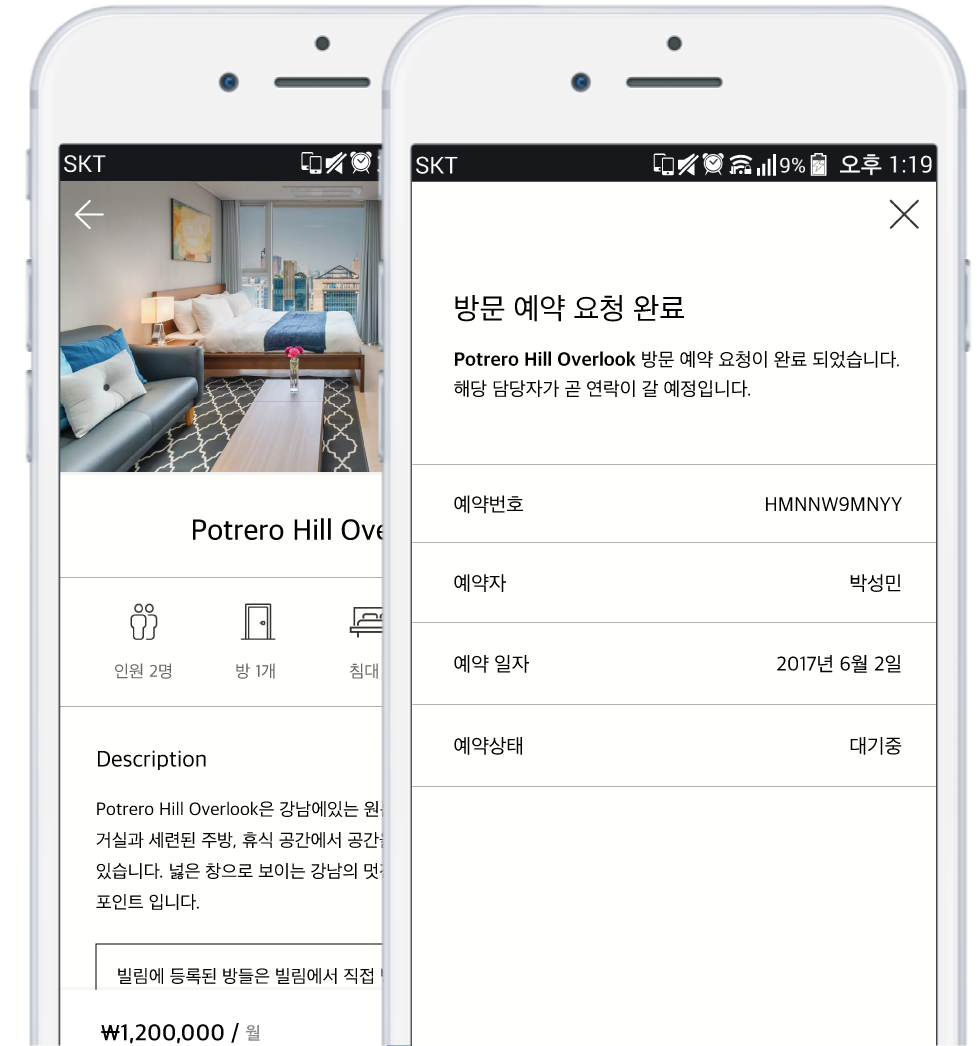 SKT
Potrero Hill
인원 2명
방 1개
침대
Description
Potrero Hill Overlook은 강남에있는
거실과 세련된 주방, 휴식 공간에서
있습니다. 넓은 창으로 보이는 강남의
포인트 입니다.
빌림에 등록된 방들은 빌림에서 직접
₩1,200,000 / 월
SKT
9%
오후 1:19
방문 예약 요청 완료
Potrero Hill Overlook 방문 예약 요청이 완료 되었습니다.
해당 담당자가 곧 연락이 갈 예정입니다.
예약번호 HMNNW9MNYY
예약자 박성민
예약 일자 2017년 6월 2일
예약상태 대기중